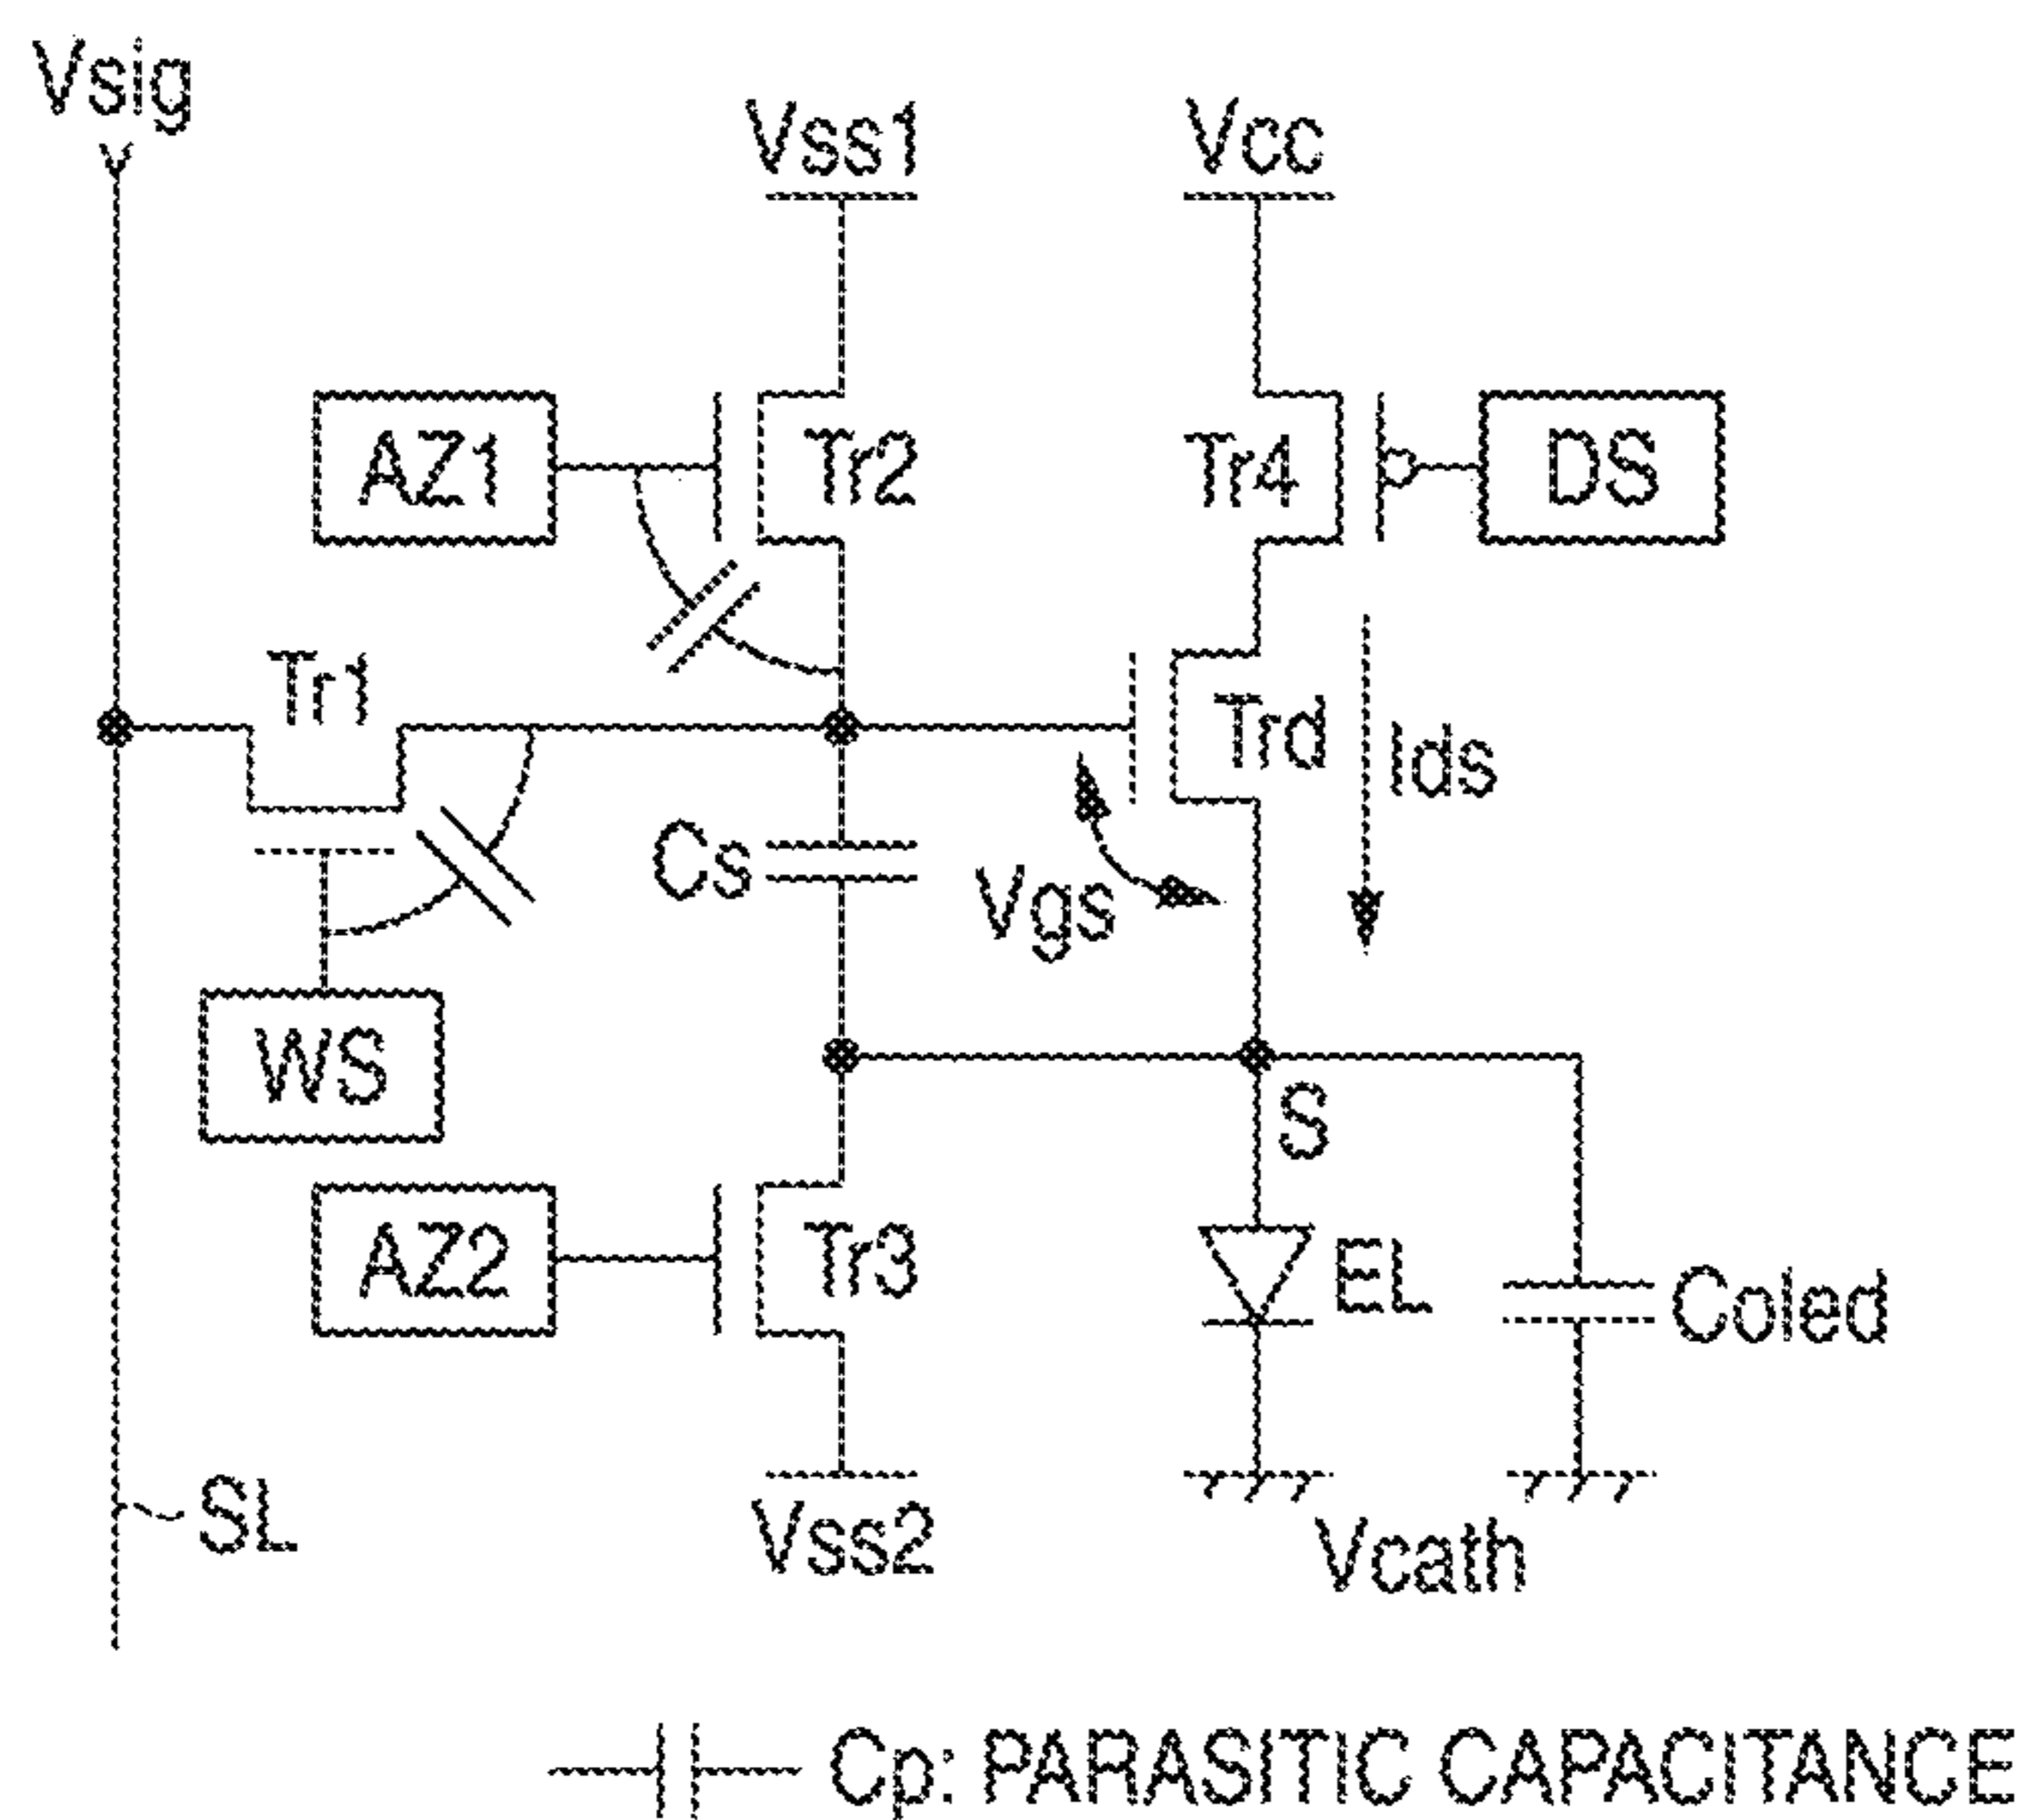 Vsig
Vss1
Vcc
AZ1
Tr2
Tr4
DS
Tr1
Trd
Ids
Cs
Vgs
WS
S
AZ2
Tr3
EL
Coled
SL
Vss2
Vcath
Cp: PARASITIC CAPACITANCE